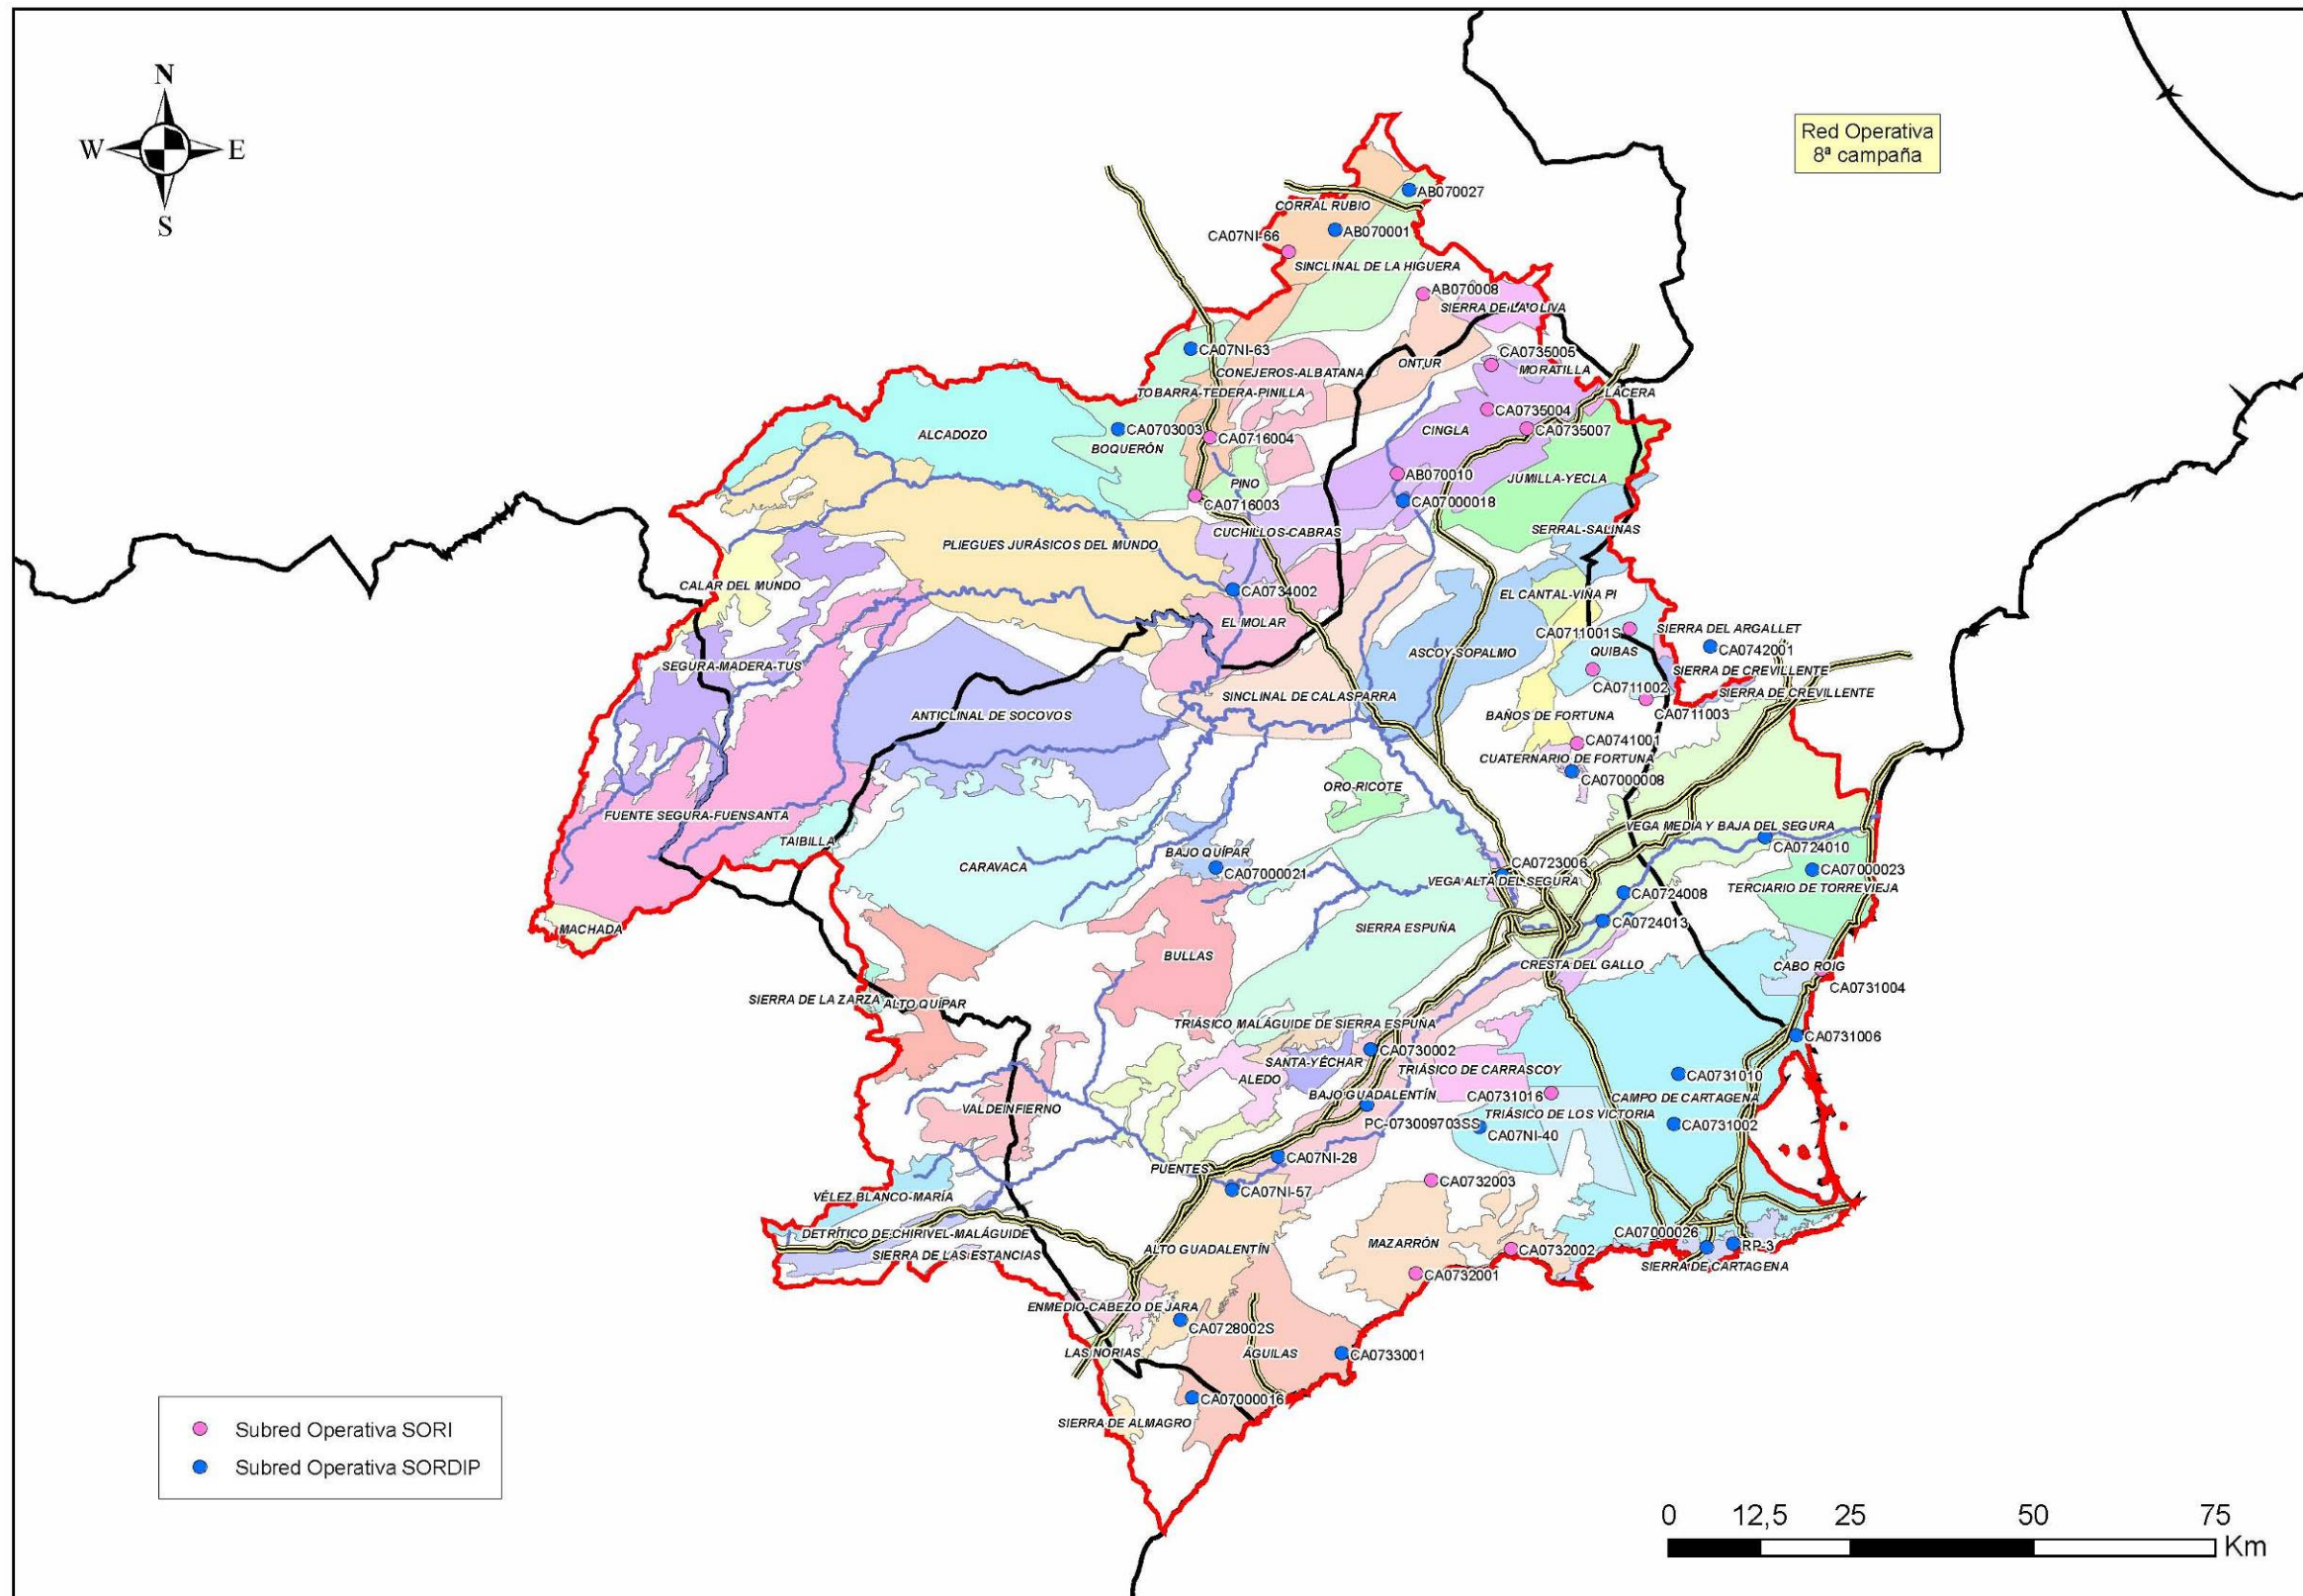 N
W
E
S
Red Operativa
8ª campaña
AB070027
CORRAL RUBIO
AB070001
CA07NI-66
SINCLINAL DE LA HIGUERA
AB070008
SIERRA DE LA OLIVA
CA07NI-63
CA0735005
ONTUR
MORATILLA
CONEJEROS-ALBATANA
TOBARRA-TEDERA-PINILLA
LÁCERA
CA0735004
CA0703003
ALCADOZO
CA0716004
CINGLA
CA0735007
BOQUERÓN
AB070010
JUMILLA-YECLA
PINO
CA0716003
CA07000018
CUCHILLOS-CABRAS
SERRAL-SALINAS
PLIEGUES JURÁSICOS DEL MUNDO
CALAR DEL MUNDO
CA0734002
EL CANTAL-VIÑA PI
EL MOLAR
CA0711001S
SIERRA DEL ARGALLET
QUIBAS
CA0742001
ASCOY-SOPALMO
SEGURA-MADERA-TUS
SIERRA DE CREVILLENTE
CA0711002
SIERRA DE CREVILLENTE
SINCLINAL DE CALASPARRA
ANTICLINAL DE SOCOVOS
BAÑOS DE FORTUNA
CA0711003
CA0741001
CUATERNARIO DE FORTUNA
CA07000008
ORO-RICOTE
FUENTE SEGURA-FUENSANTA
TAIBILLA
VEGA MEDIA Y BAJA DEL SEGURA
CA0724010
BAJO QUÍPAR
CARAVACA
CA07000021
CA0723006
CA07000023
VEGA ALTA DEL SEGURA
TERCIARIO DE TORREVIEJA
CA0724008
MACHADA
SIERRA ESPUÑA
CA0724013
BULLAS
CRESTA DEL GALLO
CABO ROIG
CA0731004
SIERRA DE LA ZARZA
ALTO QUÍPAR
TRIÁSICO MALÁGUIDE DE SIERRA ESPUÑA
CA0731006
CA0730002
SANTA-YÉCHAR
TRIÁSICO DE CARRASCOY
ALEDO
CA0731010
BAJO GUADALENTÍN
CA0731016
CAMPO DE CARTAGENA
VALDEINFIERNO
TRIÁSICO DE LOS VICTORIA
PC-073009703SS
CA0731002
CA07NI-40
CA07NI-28
PUENTES
CA0732003
CA07NI-57
VÉLEZ BLANCO-MARÍA
DETRÍTICO DE CHIRIVEL-MALÁGUIDE
CA07000026
MAZARRÓN
ALTO GUADALENTÍN
RP-3
CA0732002
SIERRA DE LAS ESTANCIAS
SIERRA DE CARTAGENA
CA0732001
ENMEDIO-CABEZO DE JARA
CA0728002S
LAS NORIAS
ÁGUILAS
CA0733001
CA07000016
SIERRA DE ALMAGRO
Subred Operativa SORI
Subred Operativa SORDIP
0 12,5 25 50 75
Km